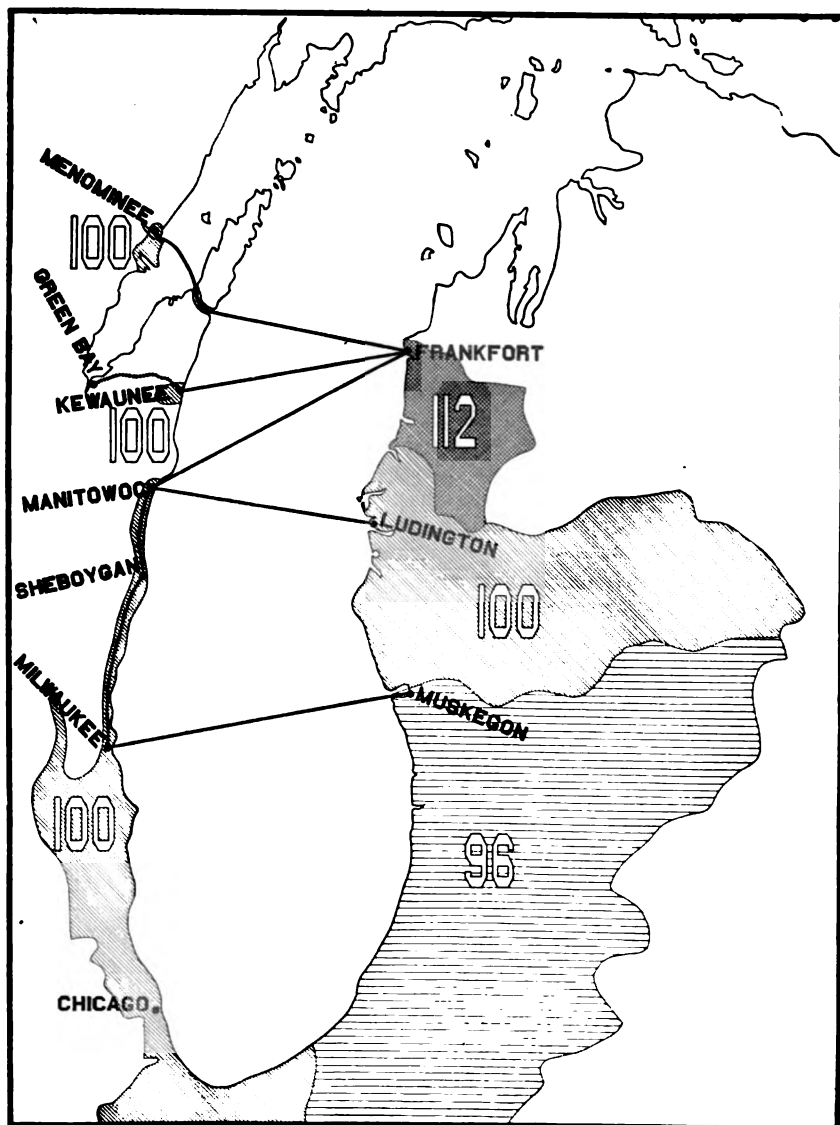 MENOMINEE
100
GREEN BAY
FRANKFORT
KEWAUNEE
112
100
MANITOWOC
LUDINGTON
SHEBOYGAN
100
MILWAUKEE
MUSKEGON
100
96
CHICAGO